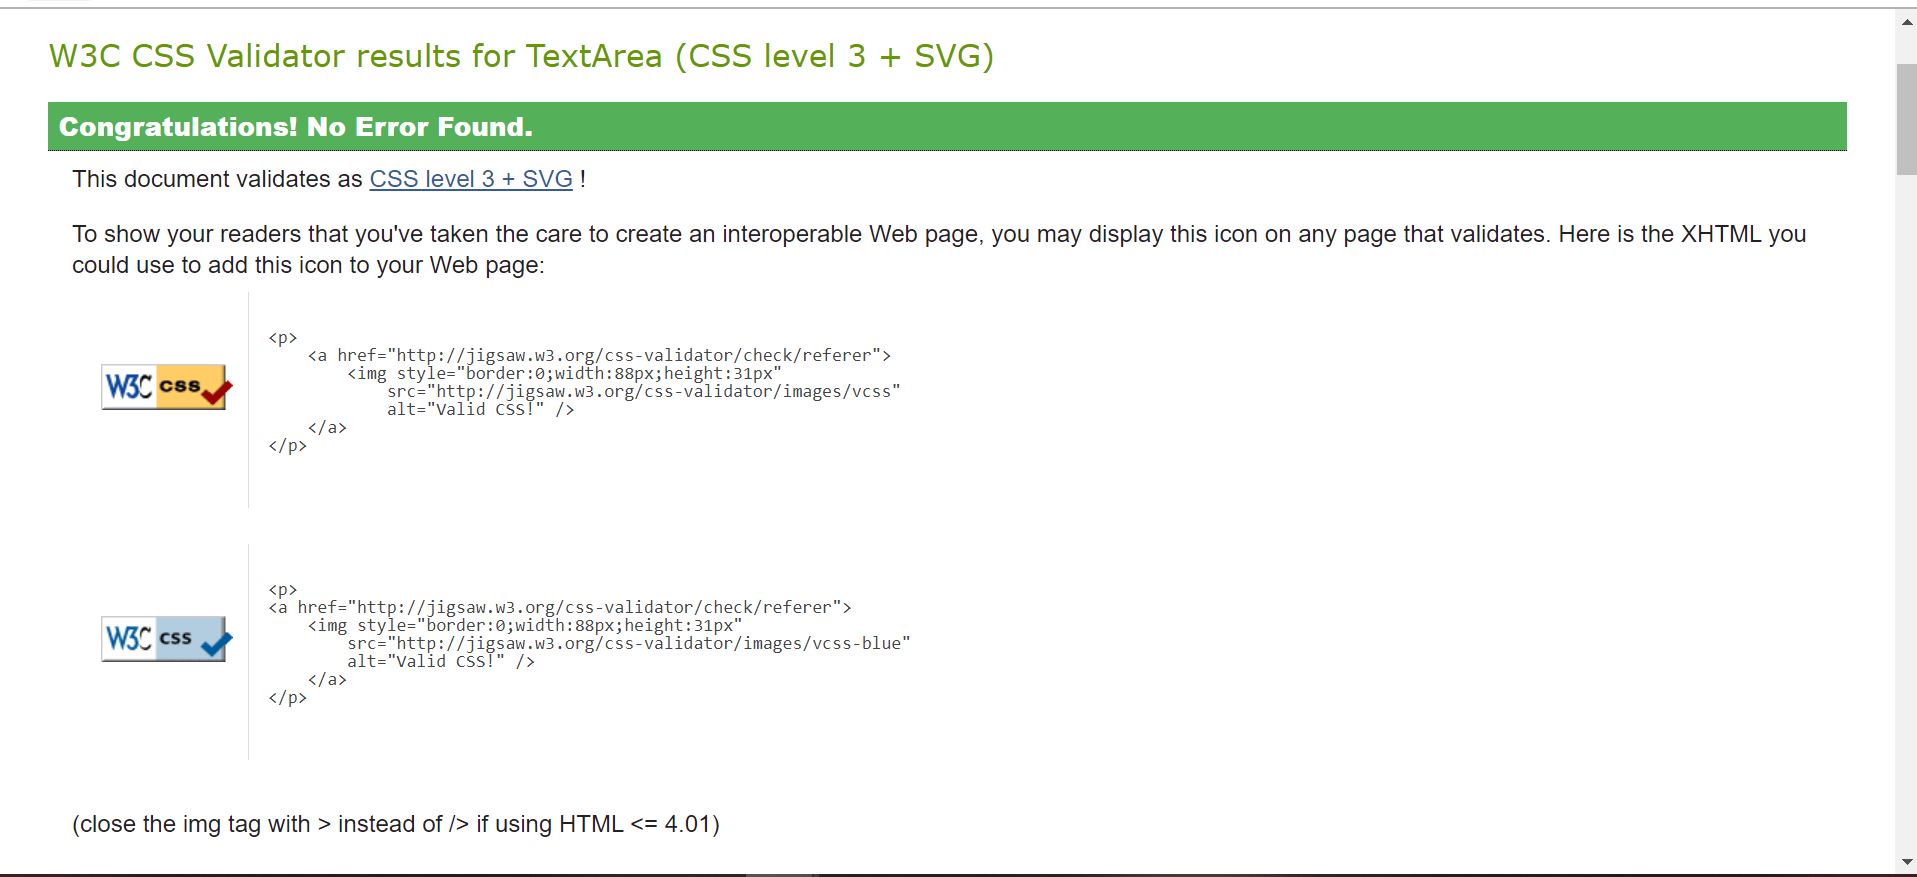 W3C CSS Validator results for TextArea (CSS level 3 + SVG)
Congratulations! No Error Found.
This document validates as CSS level 3 + SVG !
To show your readers that you've taken the care to create an interoperable Web page, you may display this icon on any page that validates. Here is the XHTML you
could use to add this icon to your Web page:
<p>
<a href="http://jigsaw.w3.org/css-validator/check/referer">
<img style="border:0;width:88px;height:31px"
W3C css
src="http://jigsaw.w3.org/css-validator/images/vcss"
alt="Valid CSS!" />
</a>
</p>
<p>
<a href="http://jigsaw.w3.org/css-validator/check/referer">
<img style="border:0;width:88px;height:31px"
W3C css
src="http://jigsaw.w3.org/css-validator/images/vcss-blue"
alt="Valid CSS!" />
</a>
</p>
(close the img tag with > instead of /> if using HTML <= 4.01)